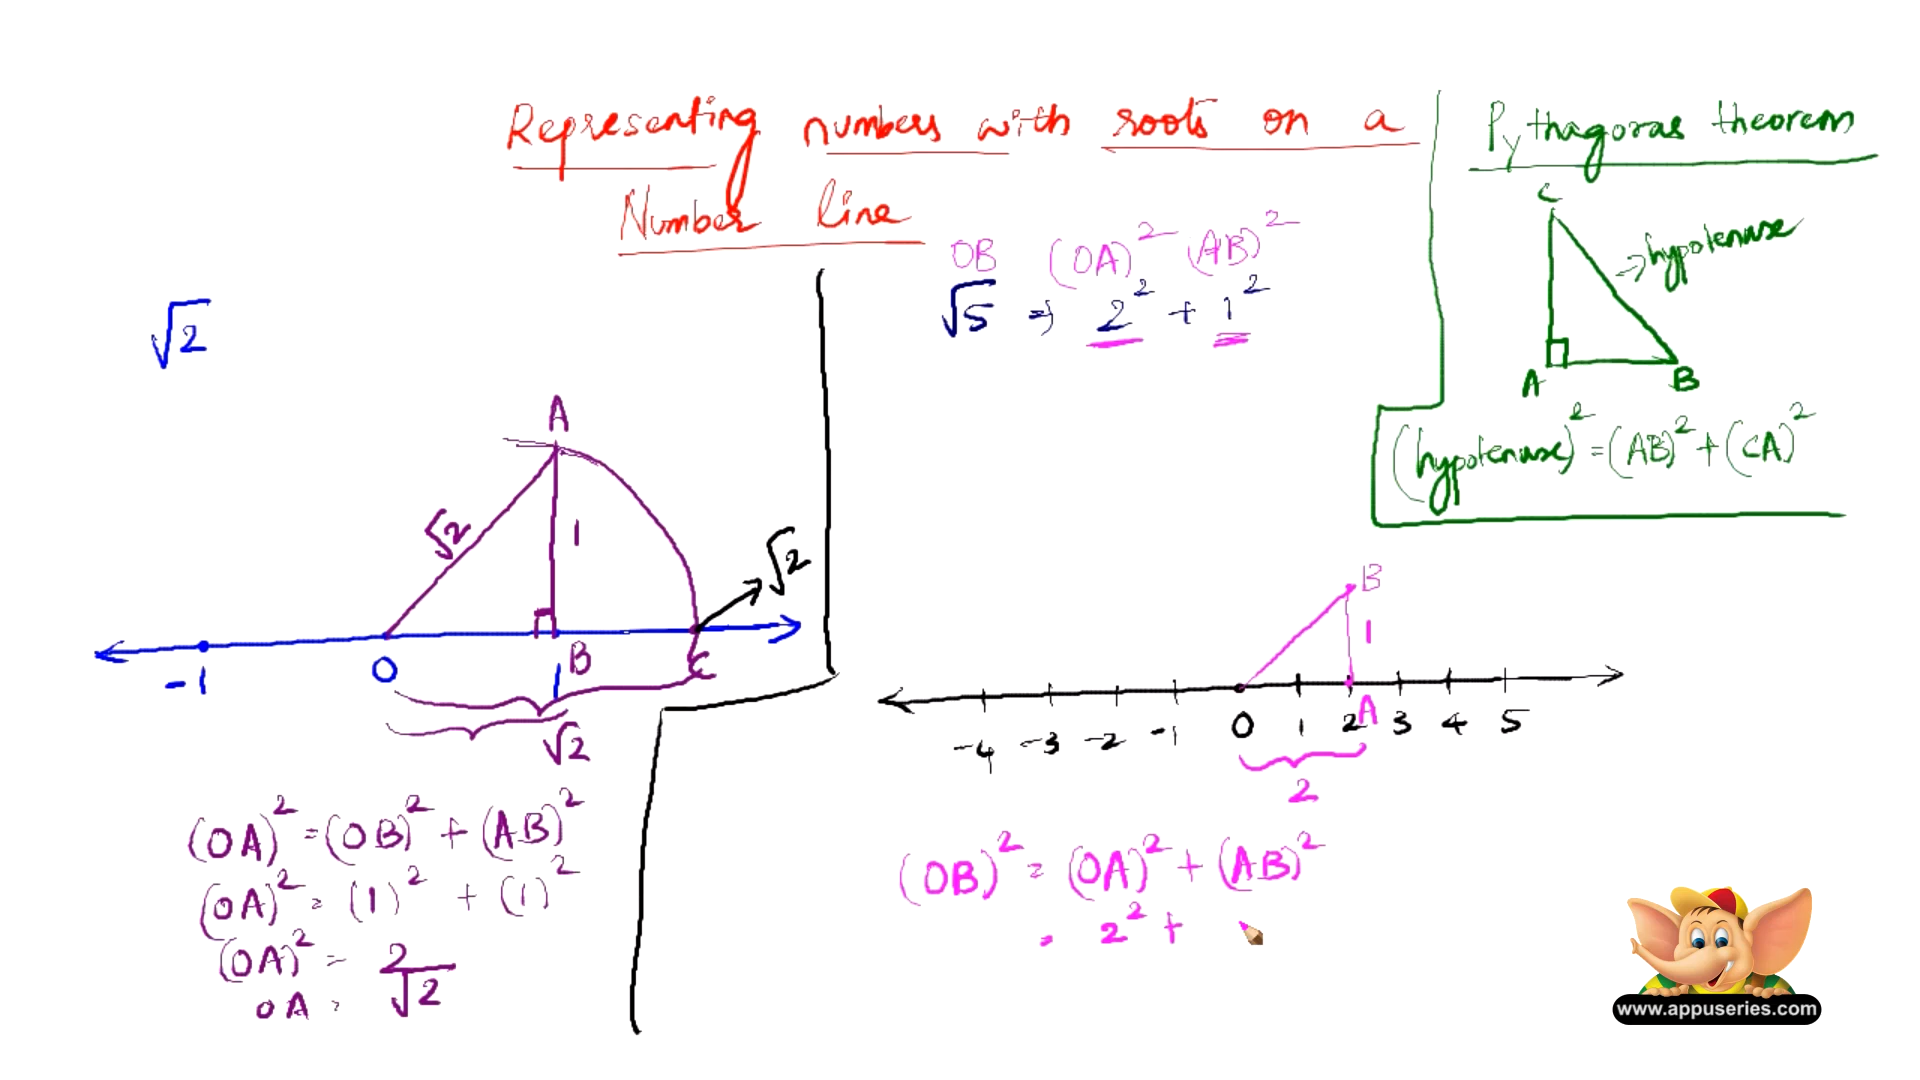 Representing numbers with roots on a
Number line
√2
A
√2
1
√2
-1
0
1
B
C
√2
(OA)² = (OB)² + (AB)²
(OA)² = (1)² + (1)²
(OA)² = 2
OA = √2
OB (OA)² (AB)²
√5 ⇒ 2² + 1²
Pythagoras theorem
C
→ hypotenuse
A
B
(hypotenuse)² = (AB)² + (CA)²
B
1
A
-4 -3 -2 -1 0 1 2 3 4 5
2
(OB)² = (OA)² + (AB)²
= 2² +
www.appuseries.com